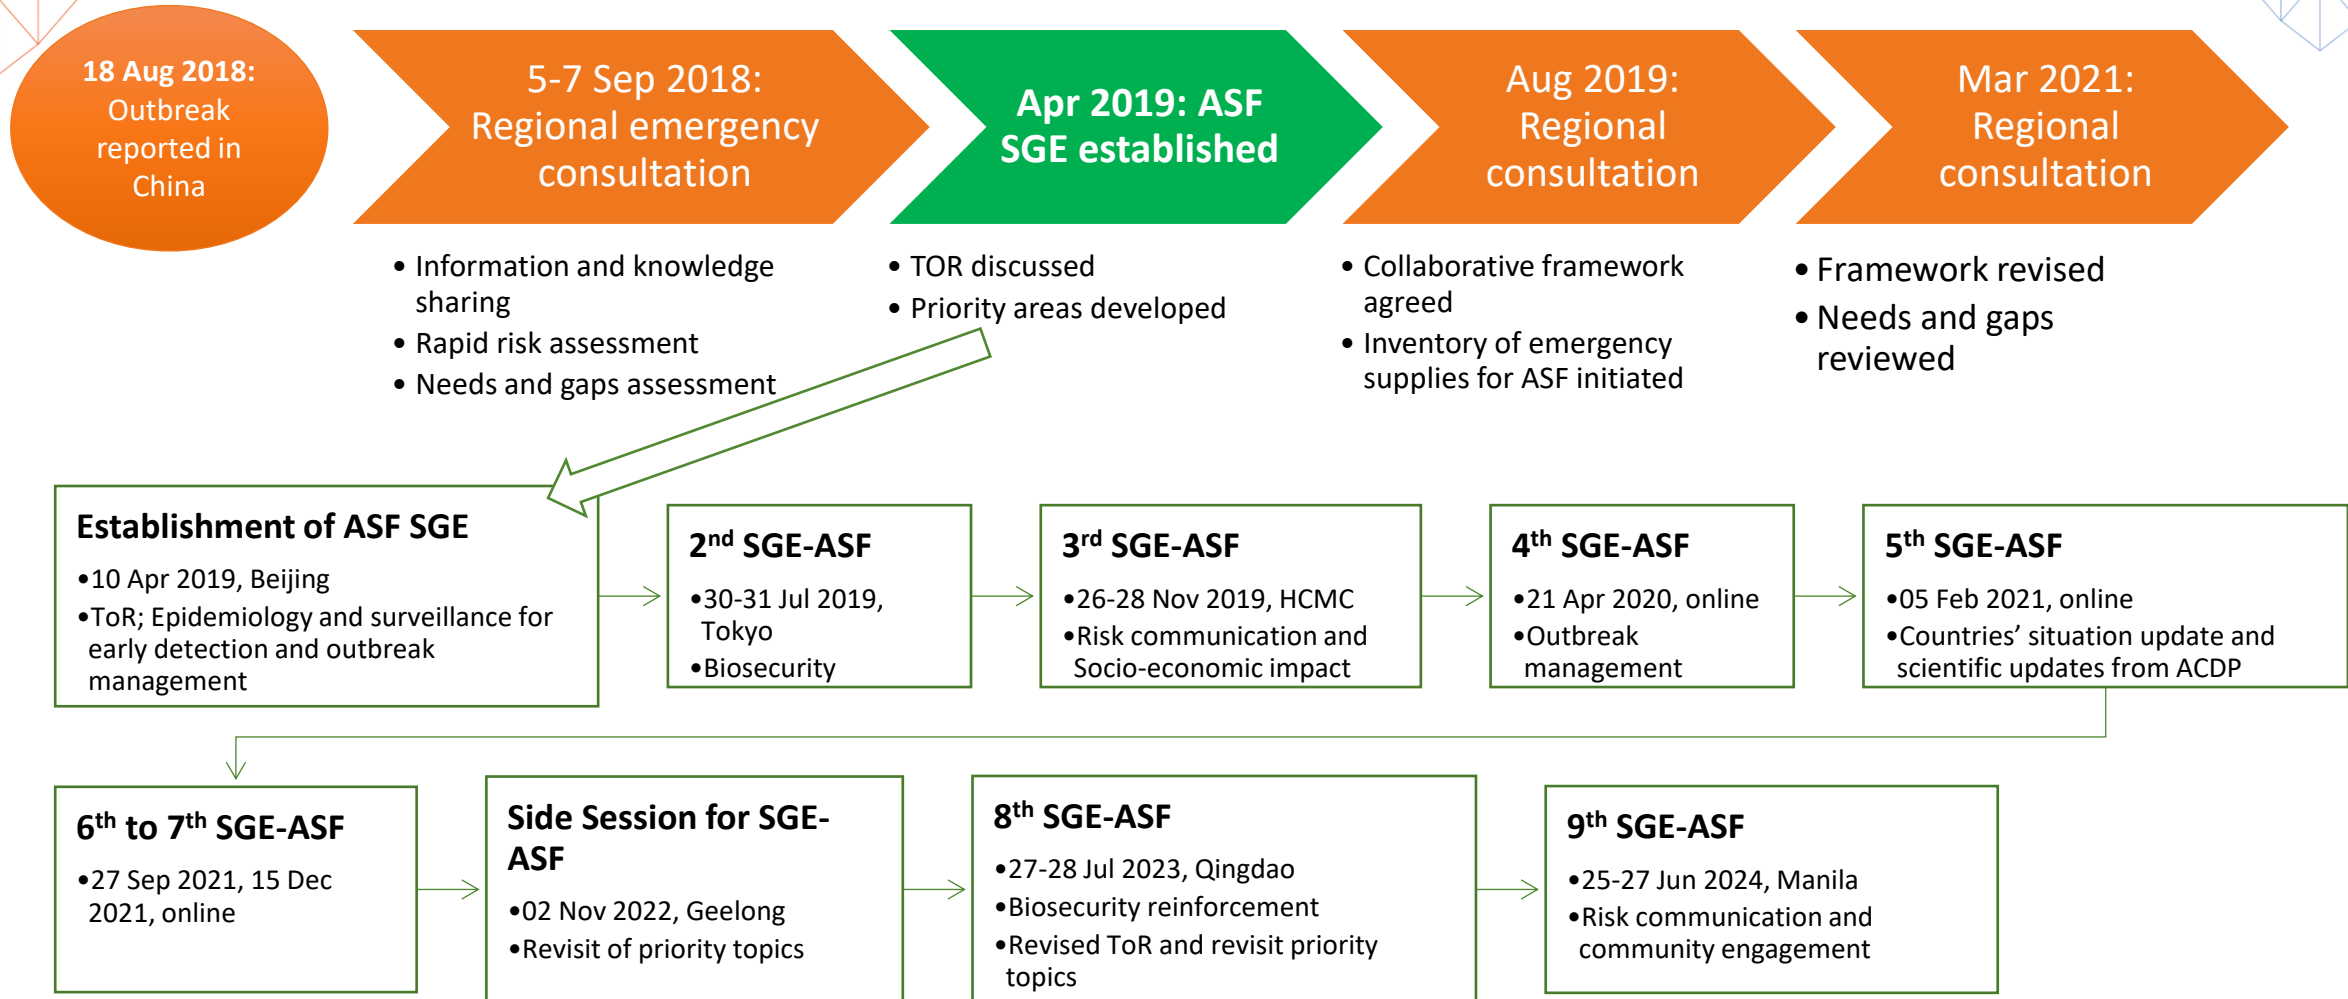 18 Aug 2018:
Outbreak
reported in
China
5-7 Sep 2018:
Regional emergency
consultation
Apr 2019: ASF
SGE established
Aug 2019:
Regional
consultation
Mar 2021:
Regional
consultation
• Information and knowledge
sharing
• Rapid risk assessment
• Needs and gaps assessment
• TOR discussed
• Priority areas developed
• Collaborative framework
agreed
• Inventory of emergency
supplies for ASF initiated
• Framework revised
• Needs and gaps
reviewed
Establishment of ASF SGE
•10 Apr 2019, Beijing
•ToR; Epidemiology and surveillance for
early detection and outbreak
management
2nd SGE-ASF
•30-31 Jul 2019,
Tokyo
•Biosecurity
3rd SGE-ASF
•26-28 Nov 2019, HCMC
•Risk communication and
Socio-economic impact
4th SGE-ASF
•21 Apr 2020, online
•Outbreak
management
5th SGE-ASF
•05 Feb 2021, online
•Countries’ situation update and
scientific updates from ACDP
6th to 7th SGE-ASF
•27 Sep 2021, 15 Dec
2021, online
Side Session for SGE-
ASF
•02 Nov 2022, Geelong
•Revisit of priority topics
8th SGE-ASF
•27-28 Jul 2023, Qingdao
•Biosecurity reinforcement
•Revised ToR and revisit priority
topics
9th SGE-ASF
•25-27 Jun 2024, Manila
•Risk communication and
community engagement